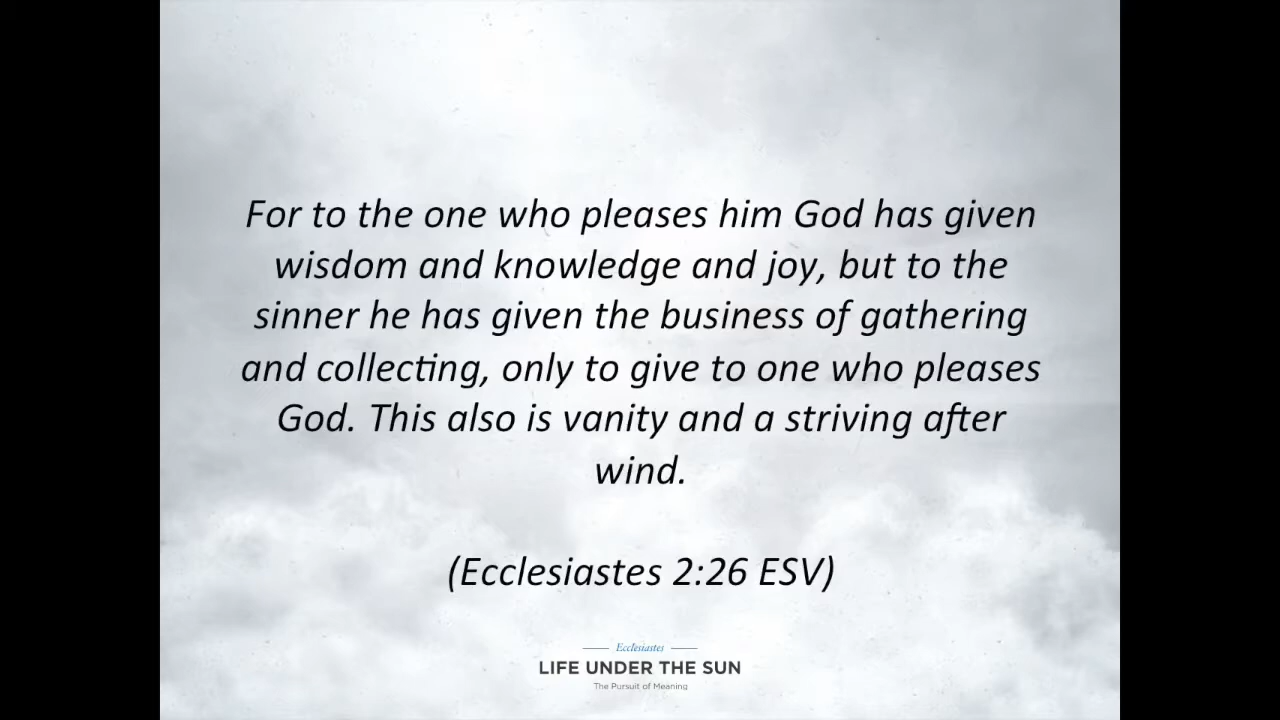 For to the one who pleases him God has given
wisdom and knowledge and joy, but to the
sinner he has given the business of gathering
and collecting, only to give to one who pleases
God. This also is vanity and a striving after
wind.
(Ecclesiastes 2:26 ESV)
Ecclesiastes
LIFE UNDER THE SUN
The Pursuit of Meaning